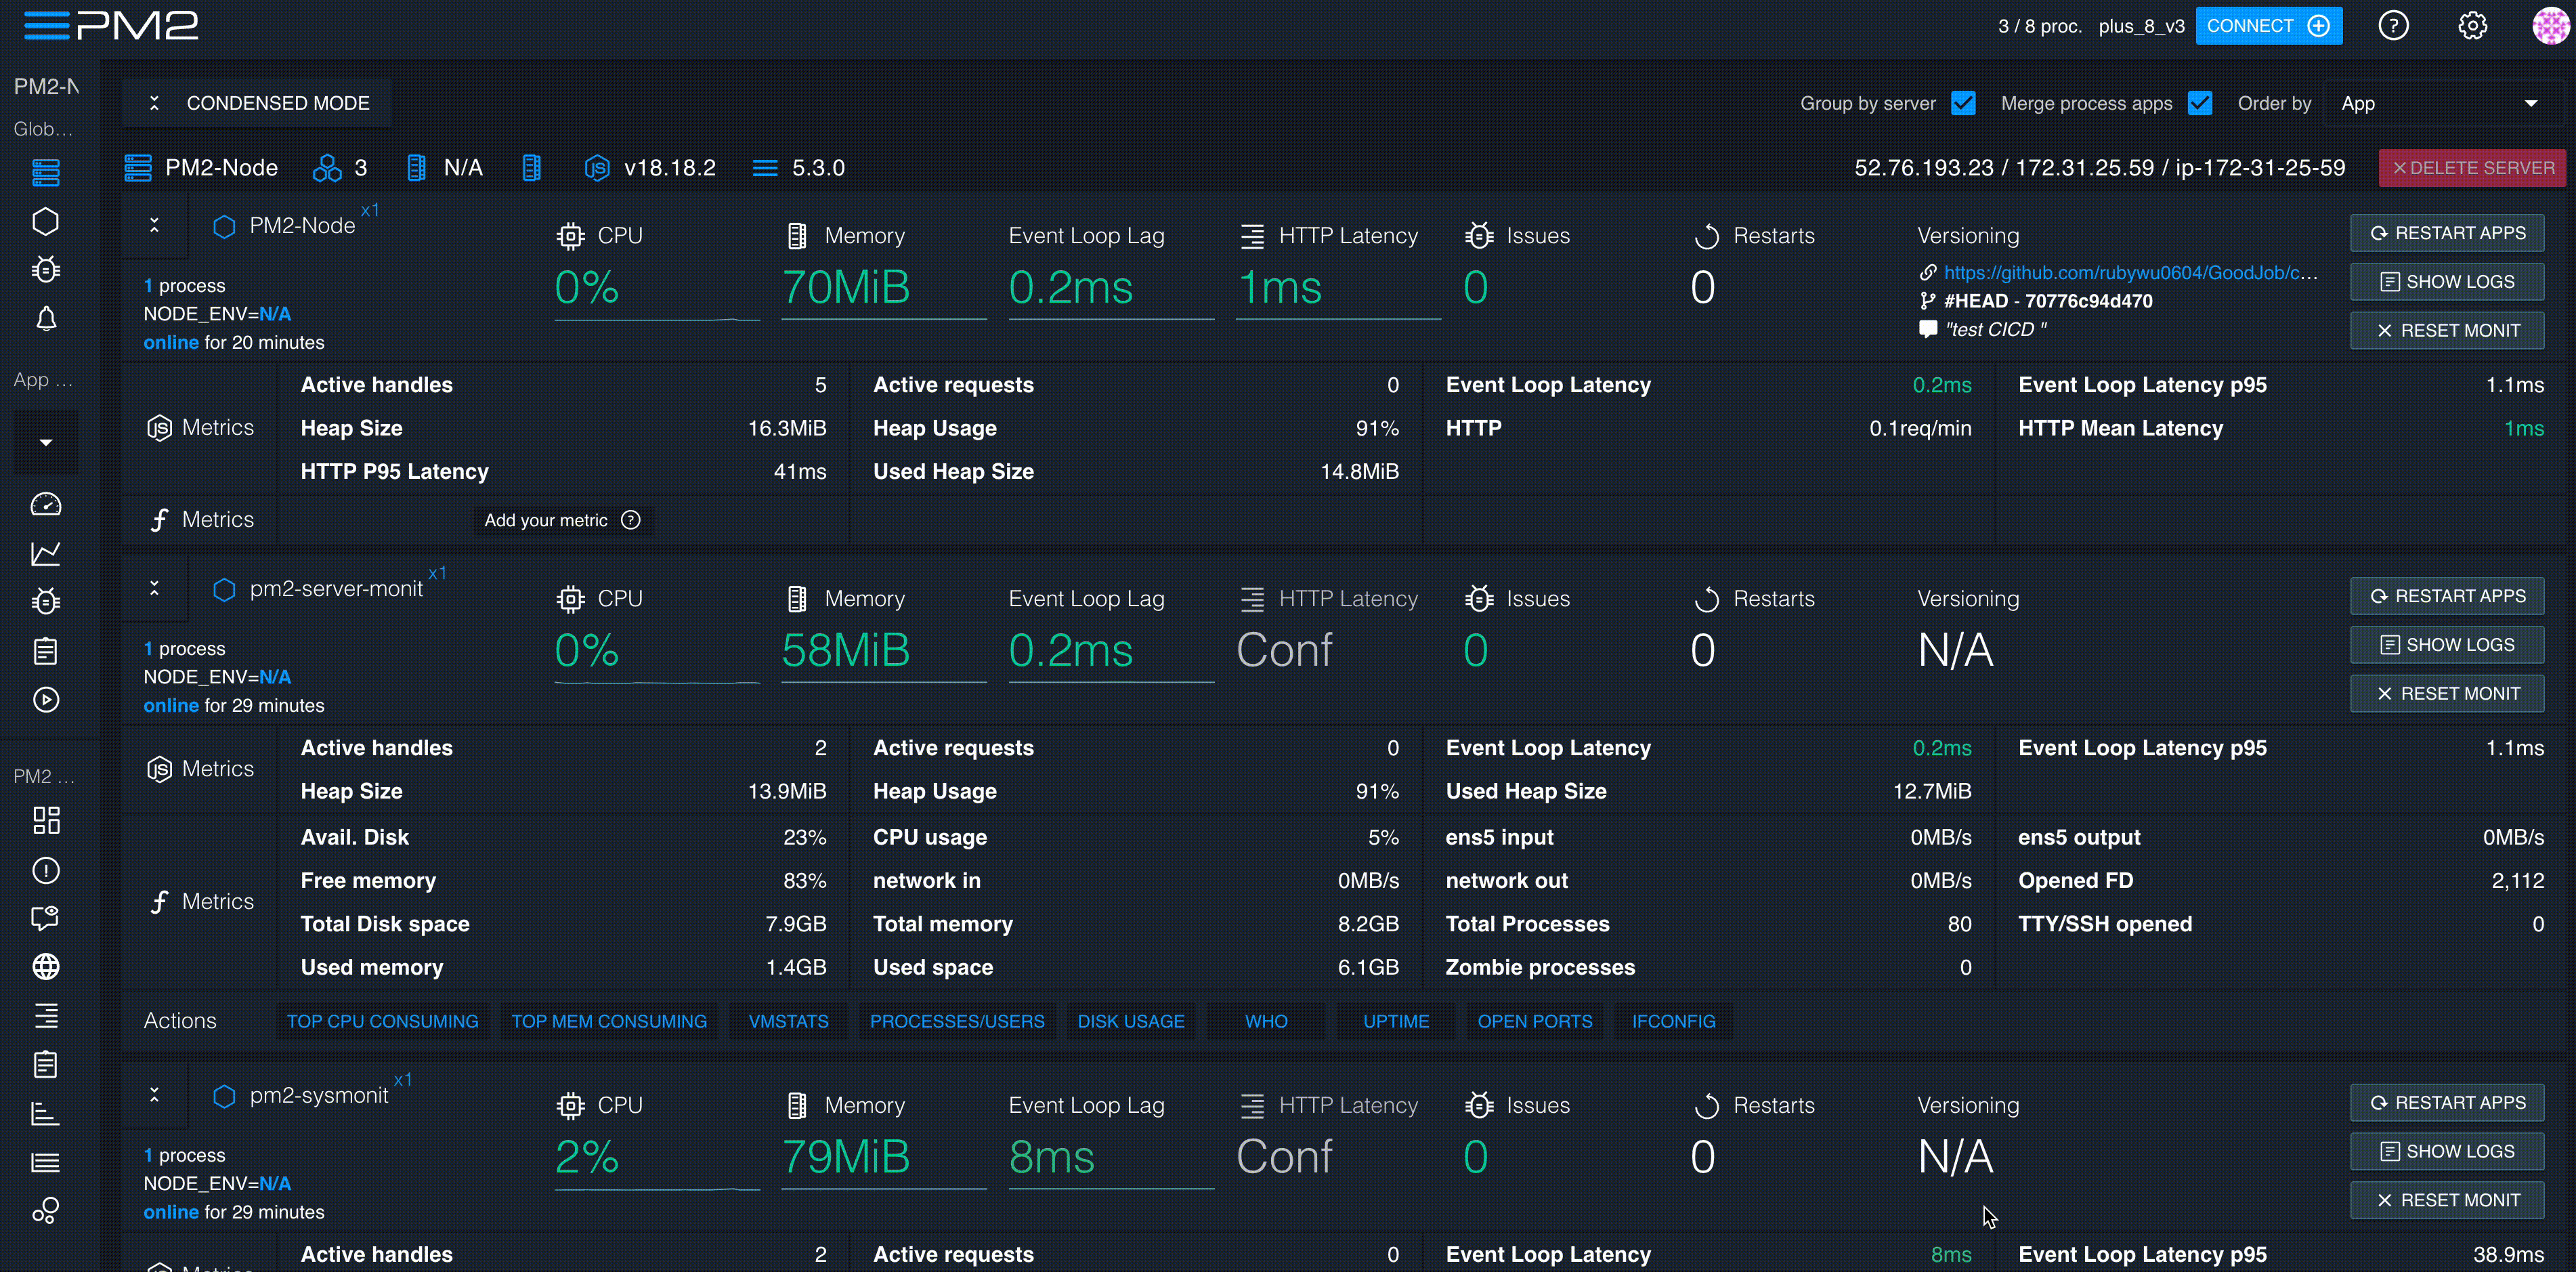 PM2
3 / 8 proc. plus_8_v3 CONNECT
PM2-N
Glob...
App ...
PM2 ...
CONDENSED MODE
Group by server Merge process apps Order by App
PM2-Node 3 N/A v18.18.2 5.3.0 52.76.193.23 / 172.31.25.59 / ip-172-31-25-59 DELETE SERVER
PM2-Node x1
CPU Memory Event Loop Lag HTTP Latency Issues Restarts Versioning RESTART APPS
0% 70MiB 0.2ms 1ms 0 0
https://github.com/rubywu0604/GoodJob/c... SHOW LOGS
1 process
#HEAD - 70776c94d470
NODE_ENV=N/A
"test CICD " RESET MONIT
online for 20 minutes
Active handles 5 Active requests 0 Event Loop Latency 0.2ms Event Loop Latency p95 1.1ms
Metrics Heap Size 16.3MiB Heap Usage 91% HTTP 0.1req/min HTTP Mean Latency 1ms
HTTP P95 Latency 41ms Used Heap Size 14.8MiB
Metrics Add your metric
pm2-server-monit x1
CPU Memory Event Loop Lag HTTP Latency Issues Restarts Versioning RESTART APPS
0% 58MiB 0.2ms Conf 0 0 N/A SHOW LOGS
1 process
NODE_ENV=N/A RESET MONIT
online for 29 minutes
Active handles 2 Active requests 0 Event Loop Latency 0.2ms Event Loop Latency p95 1.1ms
Metrics
Heap Size 13.9MiB Heap Usage 91% Used Heap Size 12.7MiB
Avail. Disk 23% CPU usage 5% ens5 input 0MB/s ens5 output 0MB/s
Free memory 83% network in 0MB/s network out 0MB/s Opened FD 2,112
Metrics
Total Disk space 7.9GB Total memory 8.2GB Total Processes 80 TTY/SSH opened 0
Used memory 1.4GB Used space 6.1GB Zombie processes 0
Actions TOP CPU CONSUMING TOP MEM CONSUMING VMSTATS PROCESSES/USERS DISK USAGE WHO UPTIME OPEN PORTS IFCONFIG
pm2-sysmonit x1
CPU Memory Event Loop Lag HTTP Latency Issues Restarts Versioning RESTART APPS
2% 79MiB 8ms Conf 0 0 N/A SHOW LOGS
1 process
NODE_ENV=N/A RESET MONIT
online for 29 minutes
Active handles 2 Active requests 0 Event Loop Latency 8ms Event Loop Latency p95 38.9ms